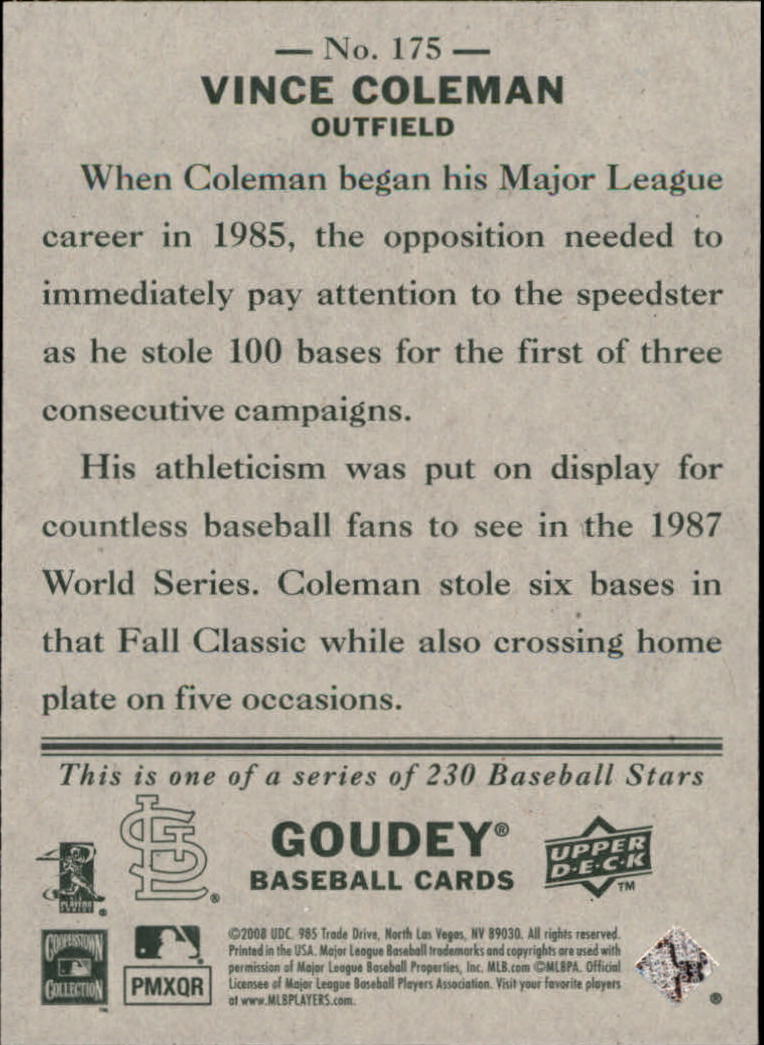 — No. 175 —
VINCE COLEMAN
OUTFIELD
When Coleman began his Major League
career in 1985, the opposition needed to
immediately pay attention to the speedster
as he stole 100 bases for the first of three
consecutive campaigns.
His athleticism was put on display for
countless baseball fans to see in the 1987
World Series. Coleman stole six bases in
that Fall Classic while also crossing home
plate on five occasions.
This is one of a series of 230 Baseball Stars
STL ®
GOUDEY®
BASEBALL CARDS
UPPER
D·E·C·K
TM
PLAYERS
®
COOPERSTOWN
COLLECTION
PMXQR
©2008 UDC. 985 Trade Drive, North Las Vegas, NV 89030. All rights reserved.
Printed in the USA. Major League Baseball trademarks and copyrights are used with
permission of Major League Baseball Properties, Inc. MLB.com ©MLBPA. Official
Licensee of Major League Baseball Players Association. Visit your favorite players
at www.MLBPLAYERS.com.
®